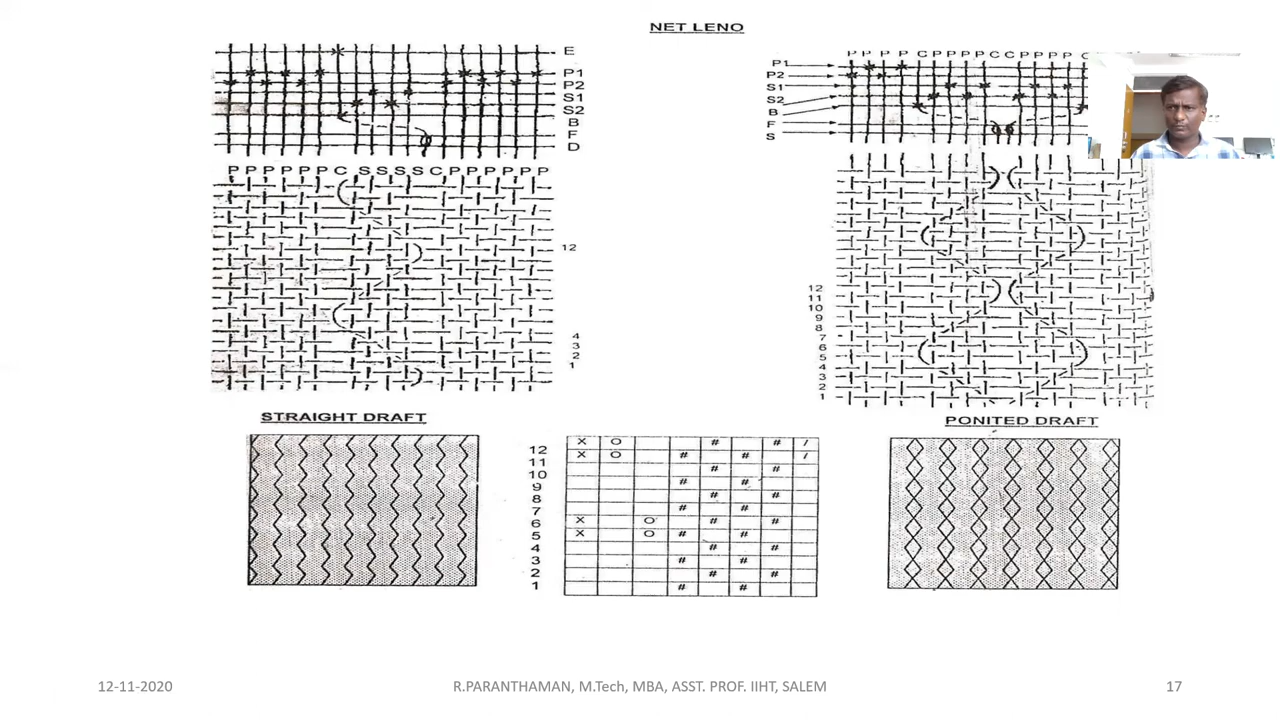 NET LENO
E
P1
P2
S1
S2
B
F
D
P P P P P P C S S S S C P P P P P P
12
4
3
2
1
P P P P C P P P P C C P P P P C
P1
P2
S1
S2
B
F
S
12
11
10
9
8
7
6
5
4
3
2
1
STRAIGHT DRAFT
PONITED DRAFT
X O # # /
12 X O # # /
11 # #
10 # #
9 # #
8 # #
7 X O # #
6 X O # #
5 # #
4 # #
3 # #
2 # #
1
12-11-2020
R.PARANTHAMAN, M.Tech, MBA, ASST. PROF. IIHT, SALEM
17